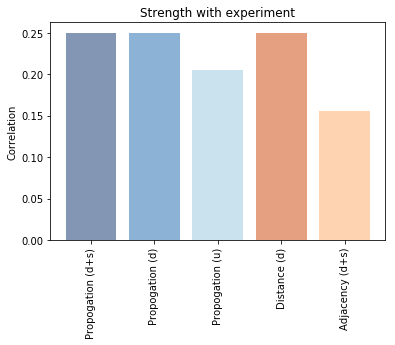 Strength with experiment
Correlation
0.25
0.20
0.15
0.10
0.05
0.00
Propogation (d+s)
Propogation (d)
Propogation (u)
Distance (d)
Adjacency (d+s)